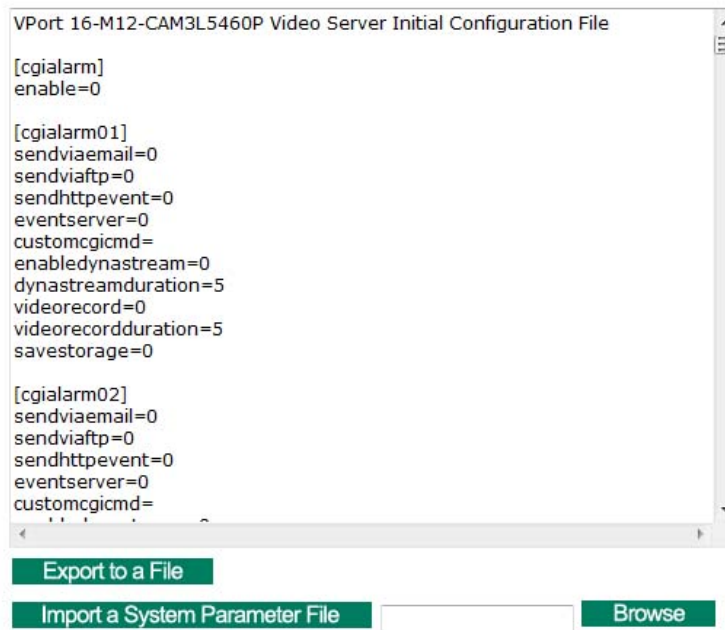 VPort 16-M12-CAM3L5460P Video Server Initial Configuration File
[cgialarm]
enable=0
[cgialarm01]
sendviaemail=0
sendviaftp=0
sendhttpevent=0
eventserver=0
customcgicmd=
enabledynastream=0
dynastreamduration=5
videorecord=0
videorecordduration=5
savestorage=0
[cgialarm02]
sendviaemail=0
sendviaftp=0
sendhttpevent=0
eventserver=0
customcgicmd=
Export to a File
Import a System Parameter File
Browse